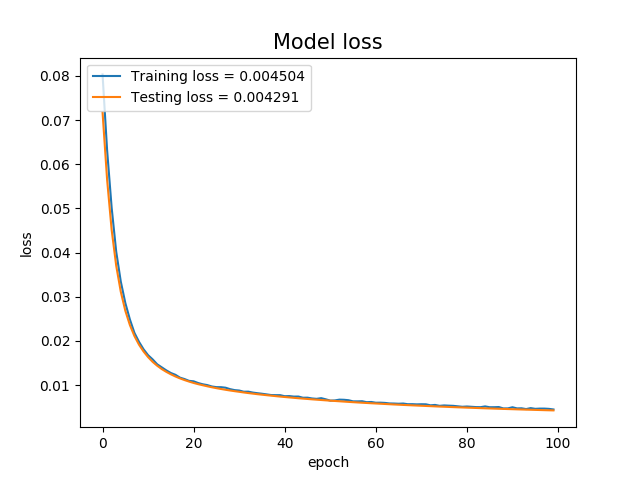 Model loss
Training loss = 0.004504
Testing loss = 0.004291
0.08
0.07
0.06
0.05
0.04
0.03
0.02
0.01
loss
0 20 40 60 80 100
epoch